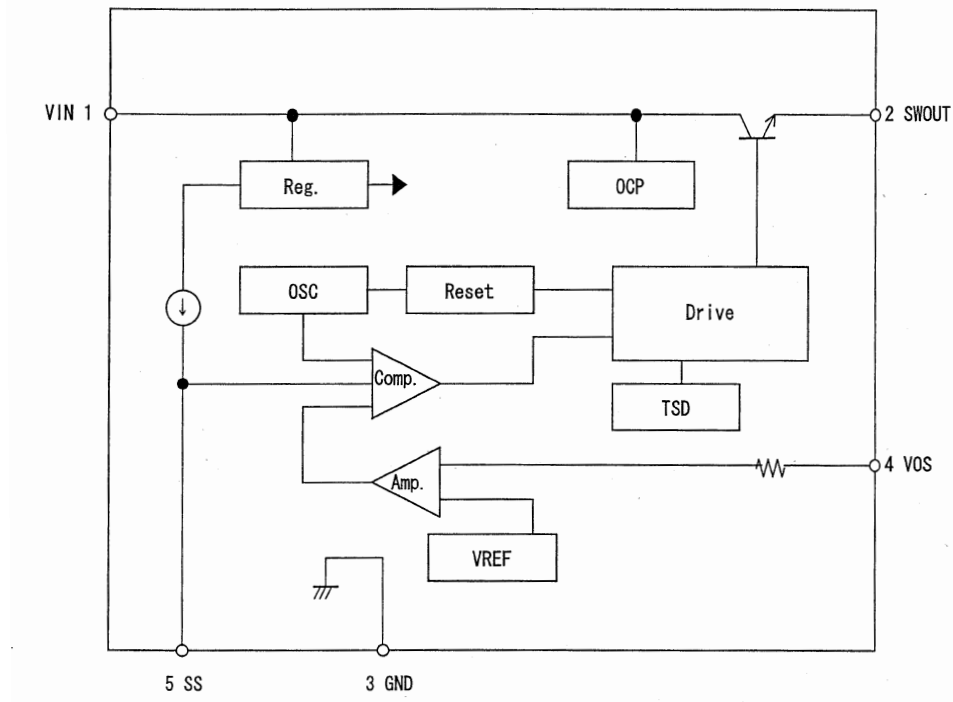 VIN 1
2 SWOUT
Reg.
OCP
OSC
Reset
Drive
↓
Comp.
TSD
4 VOS
Amp.
VREF
5 SS
3 GND